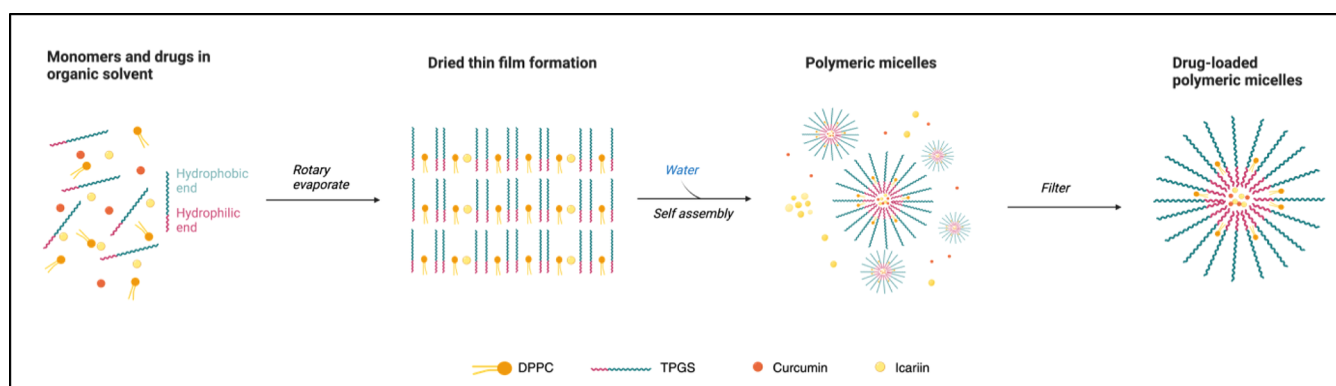 Monomers and drugs in
organic solvent
Dried thin film formation
Polymeric micelles
Drug-loaded
polymeric micelles
Hydrophobic
end
Hydrophilic
end
Rotary
evaporate
Water
Self assembly
Filter
DPPC
TPGS
Curcumin
Icariin